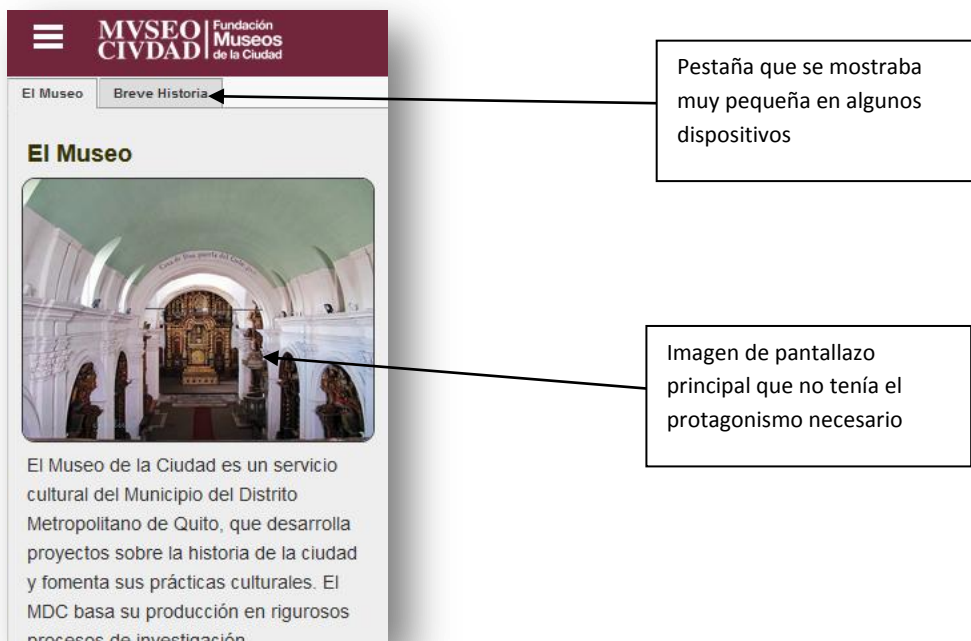 MVSEO
CIVDAD
Fundación
Museos
de la Ciudad
El Museo
Breve Historia
El Museo
El Museo de la Ciudad es un servicio
cultural del Municipio del Distrito
Metropolitano de Quito, que desarrolla
proyectos sobre la historia de la ciudad
y fomenta sus prácticas culturales. El
MDC basa su producción en rigurosos
procesos de investigación
Pestaña que se mostraba
muy pequeña en algunos
dispositivos
Imagen de pantallazo
principal que no tenía el
protagonismo necesario